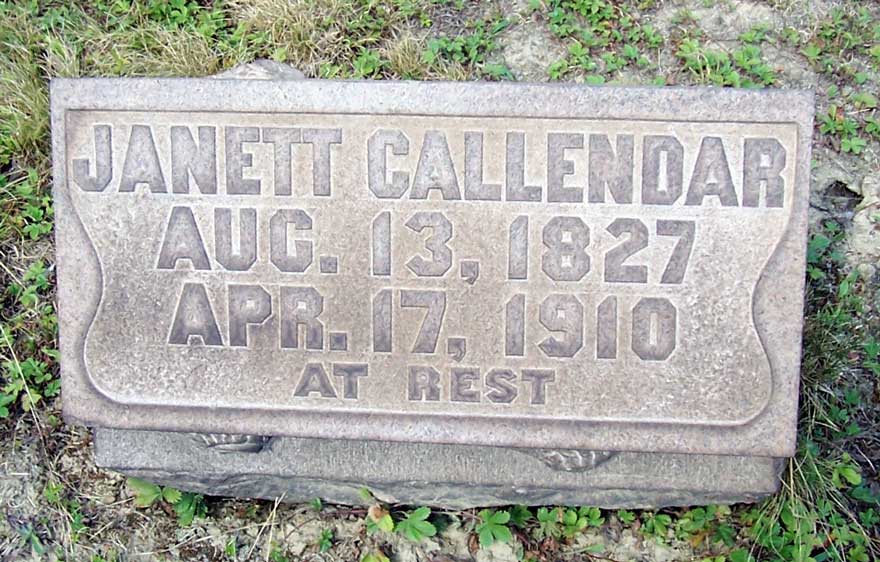 JANETT CALLENDAR
AUG. 13, 1827
APR. 17, 1910
AT REST